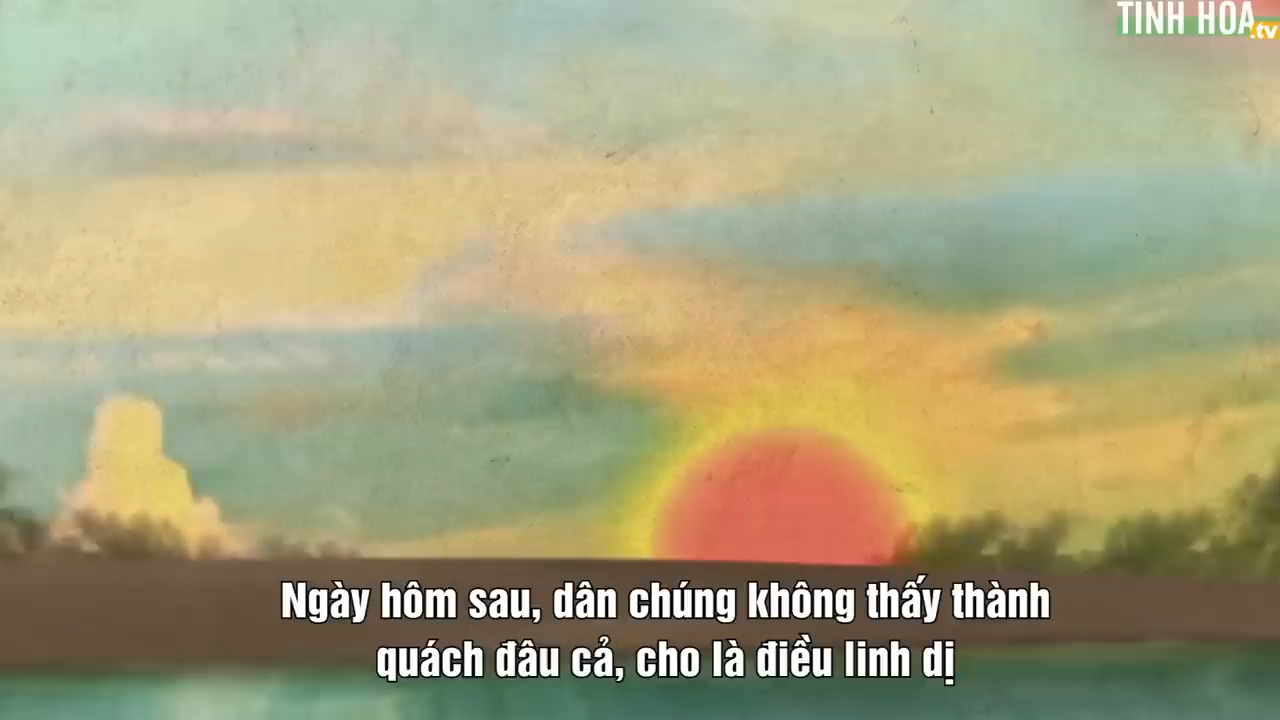 TINH HOA
.tv
Ngày hôm sau, dân chúng không thấy thành
quách đâu cả, cho là điều linh dị